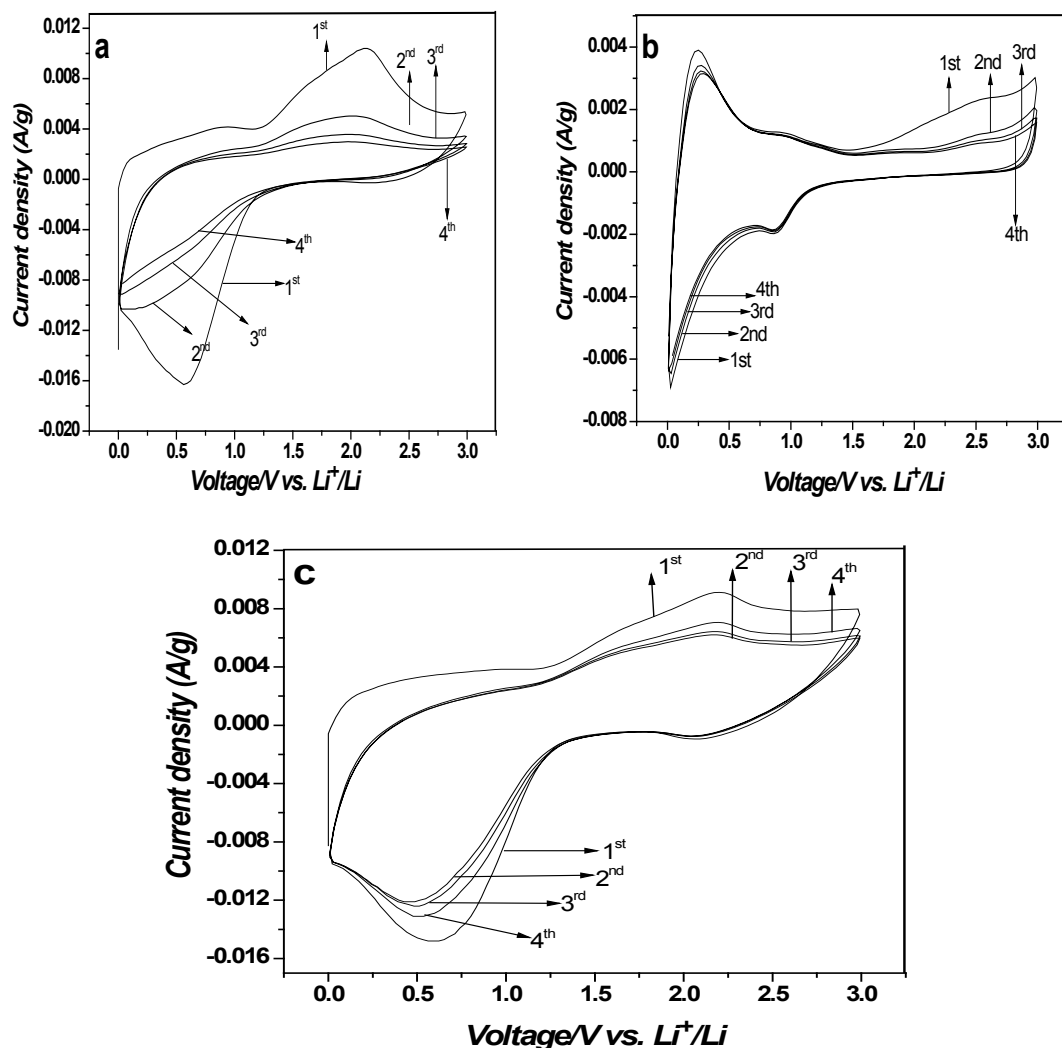 a
1st
2nd
3rd
4th
4th
1st
3rd
2nd
0.012
0.008
0.004
0.000
-0.004
-0.008
-0.012
-0.016
-0.020
Current density (A/g)
0.0 0.5 1.0 1.5 2.0 2.5 3.0
Voltage/V vs. Li+/Li
b
1st
2nd
3rd
4th
4th
3rd
2nd
1st
0.004
0.002
0.000
-0.002
-0.004
-0.006
-0.008
Current density (A/g)
0.0 0.5 1.0 1.5 2.0 2.5 3.0
Voltage/V vs. Li+/Li
c
1st
2nd
3rd
4th
1st
2nd
3rd
4th
0.012
0.008
0.004
0.000
-0.004
-0.008
-0.012
-0.016
Current density (A/g)
0.0 0.5 1.0 1.5 2.0 2.5 3.0
Voltage/V vs. Li+/Li